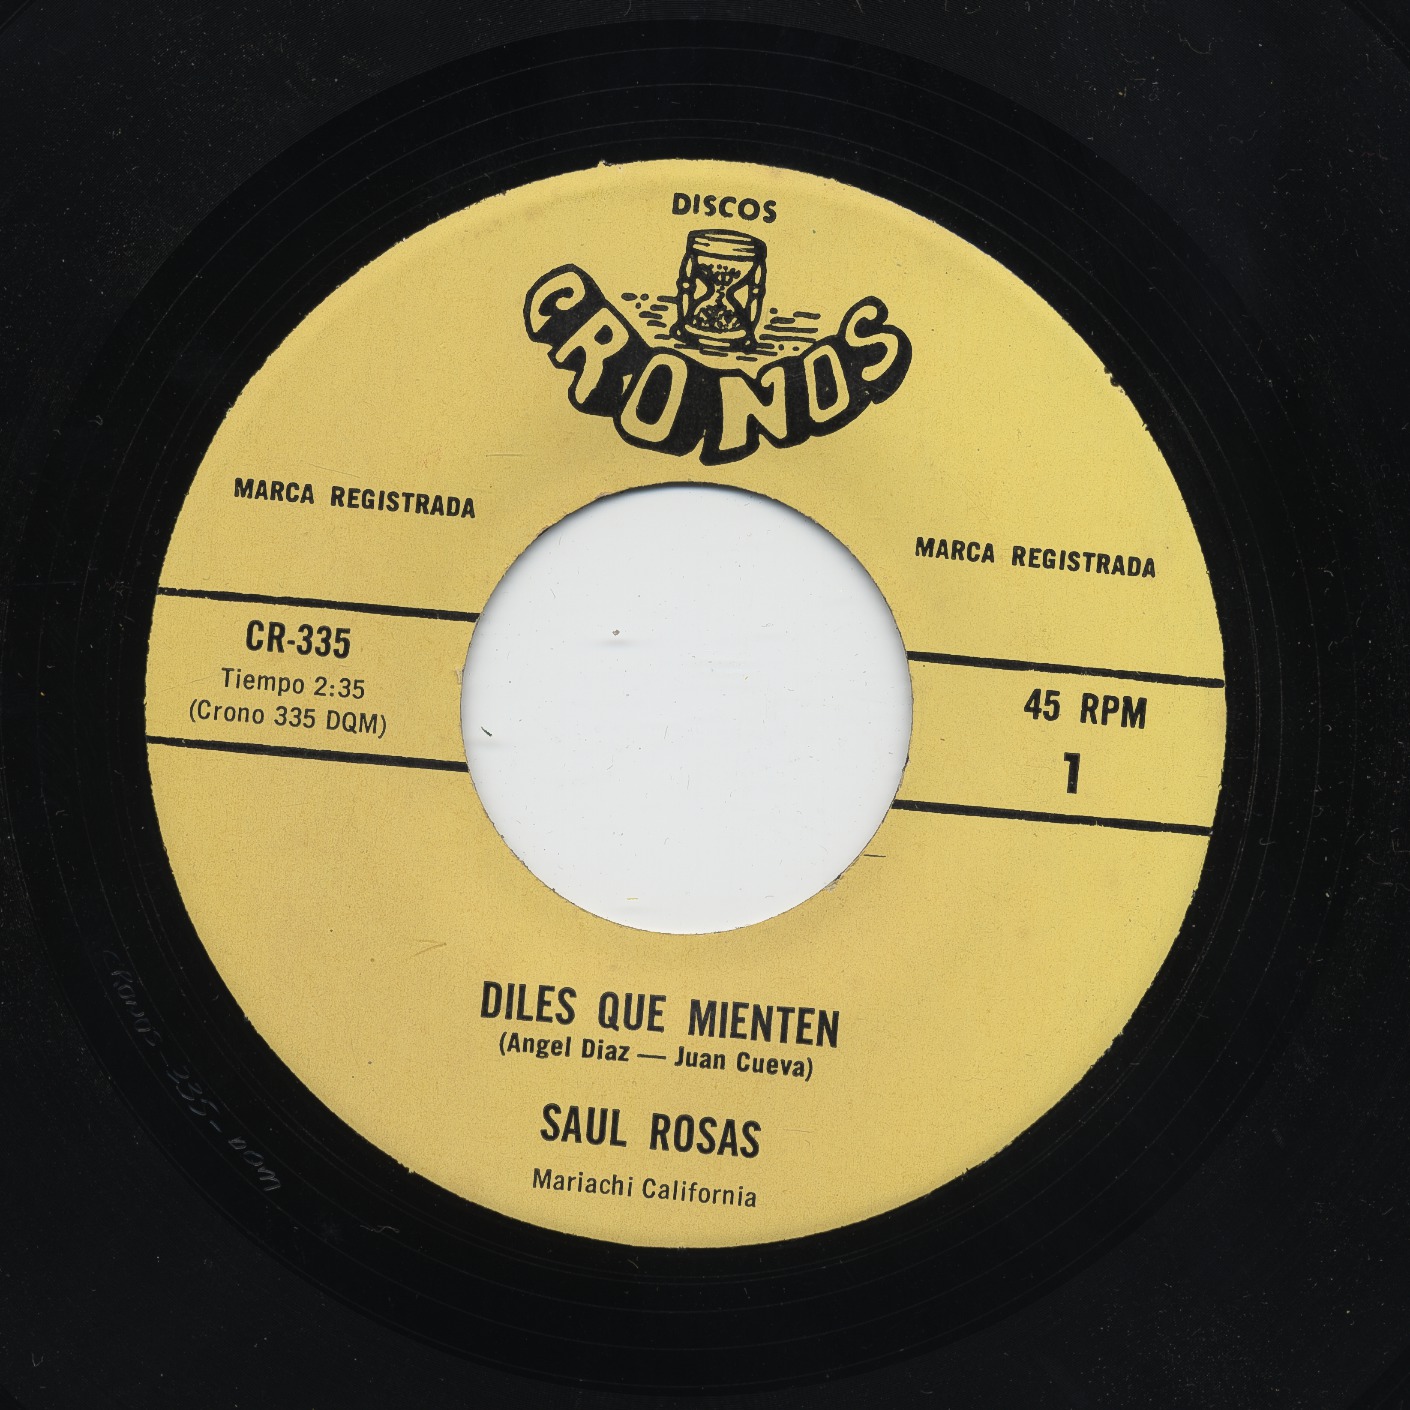 DISCOS
CRONOS
MARCA REGISTRADA
MARCA REGISTRADA
CR-335
Tiempo 2:35
(Crono 335 DQM)
45 RPM
1
DILES QUE MIENTEN
(Angel Diaz — Juan Cueva)
SAUL ROSAS
Mariachi California